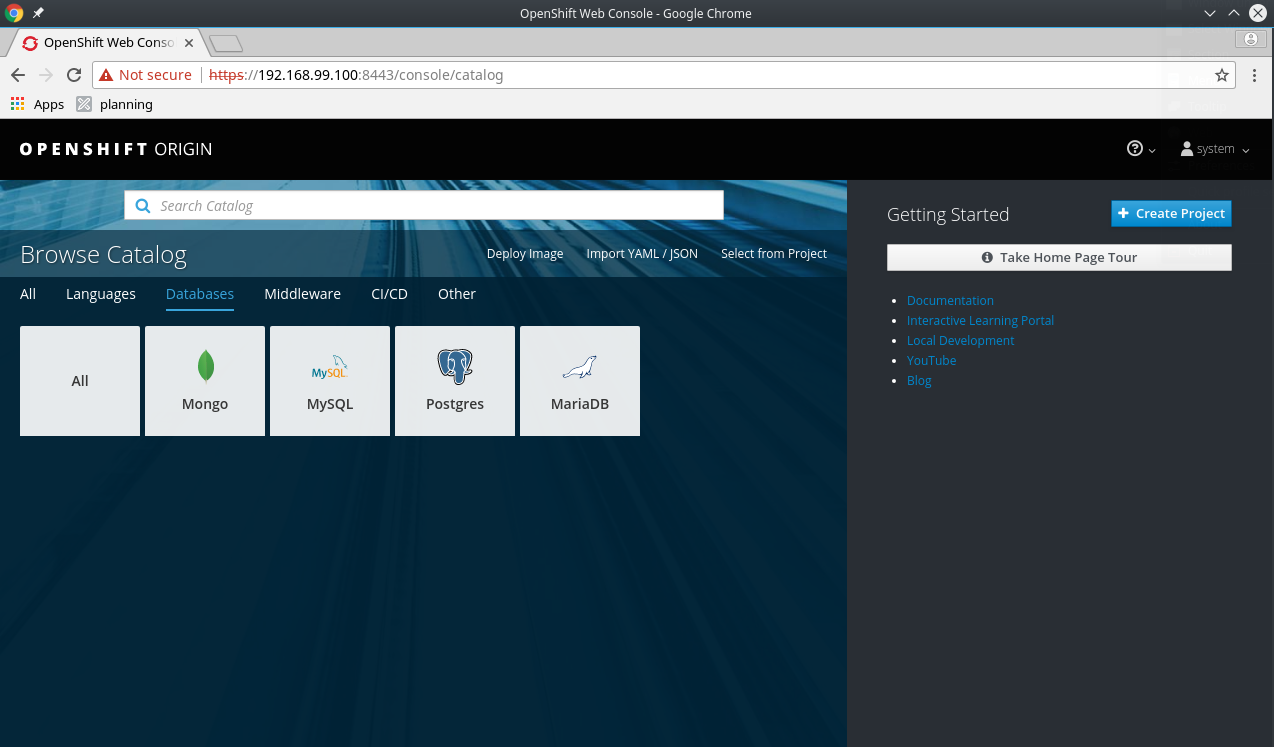 OpenShift Web Console - Google Chrome
OpenShift Web Conso
Not secure https://192.168.99.100:8443/console/catalog
Apps planning
OPENSHIFT ORIGIN
system
Search Catalog
Browse Catalog
Deploy Image Import YAML / JSON Select from Project
All Languages Databases Middleware CI/CD Other
All
Mongo
MySQL
MySQL
Postgres
MariaDB
Getting Started
Create Project
Take Home Page Tour
Documentation
Interactive Learning Portal
Local Development
YouTube
Blog